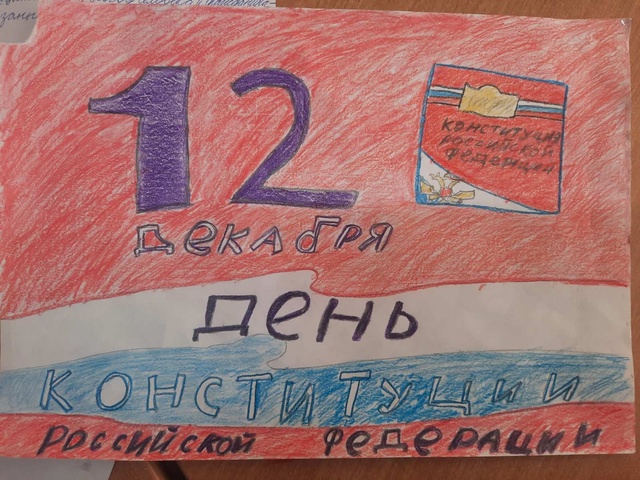 12
декабря
КОНСТИТУЦИЯ
РОССИЙСКОЙ
ФЕДЕРАЦИИ
День
КОНСТИТУЦИИ
РОССИЙСКОЙ ФЕДЕРАЦИИ